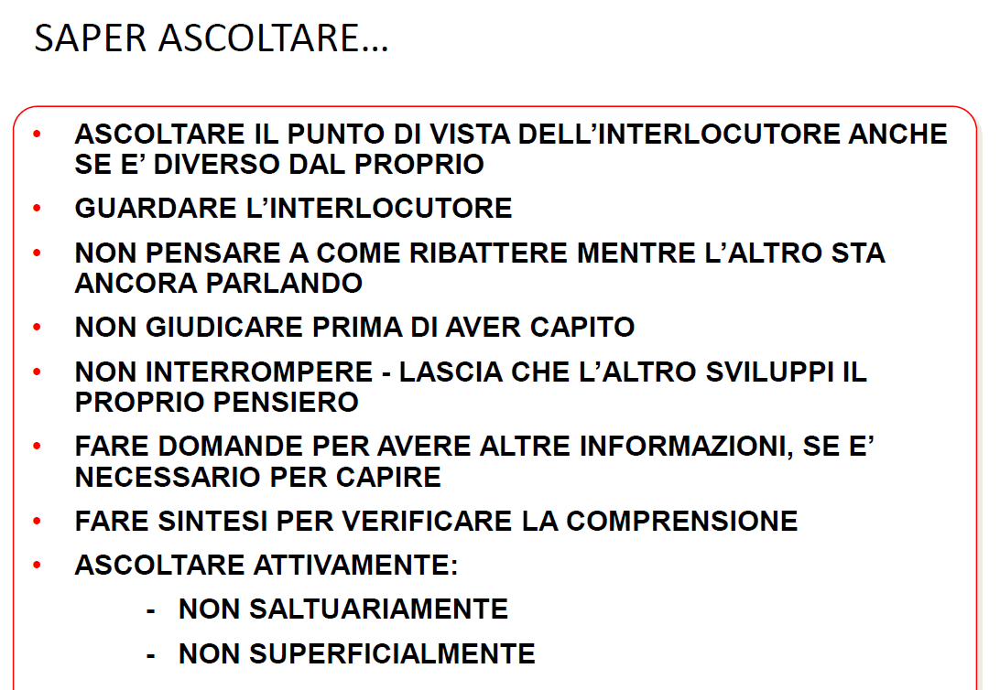 SAPER ASCOLTARE…
• ASCOLTARE IL PUNTO DI VISTA DELL’INTERLOCUTORE ANCHE
SE E’ DIVERSO DAL PROPRIO
• GUARDARE L’INTERLOCUTORE
• NON PENSARE A COME RIBATTERE MENTRE L’ALTRO STA
ANCORA PARLANDO
• NON GIUDICARE PRIMA DI AVER CAPITO
• NON INTERROMPERE - LASCIA CHE L’ALTRO SVILUPPI IL
PROPRIO PENSIERO
• FARE DOMANDE PER AVERE ALTRE INFORMAZIONI, SE E’
NECESSARIO PER CAPIRE
• FARE SINTESI PER VERIFICARE LA COMPRENSIONE
• ASCOLTARE ATTIVAMENTE:
- NON SALTUARIAMENTE
- NON SUPERFICIALMENTE